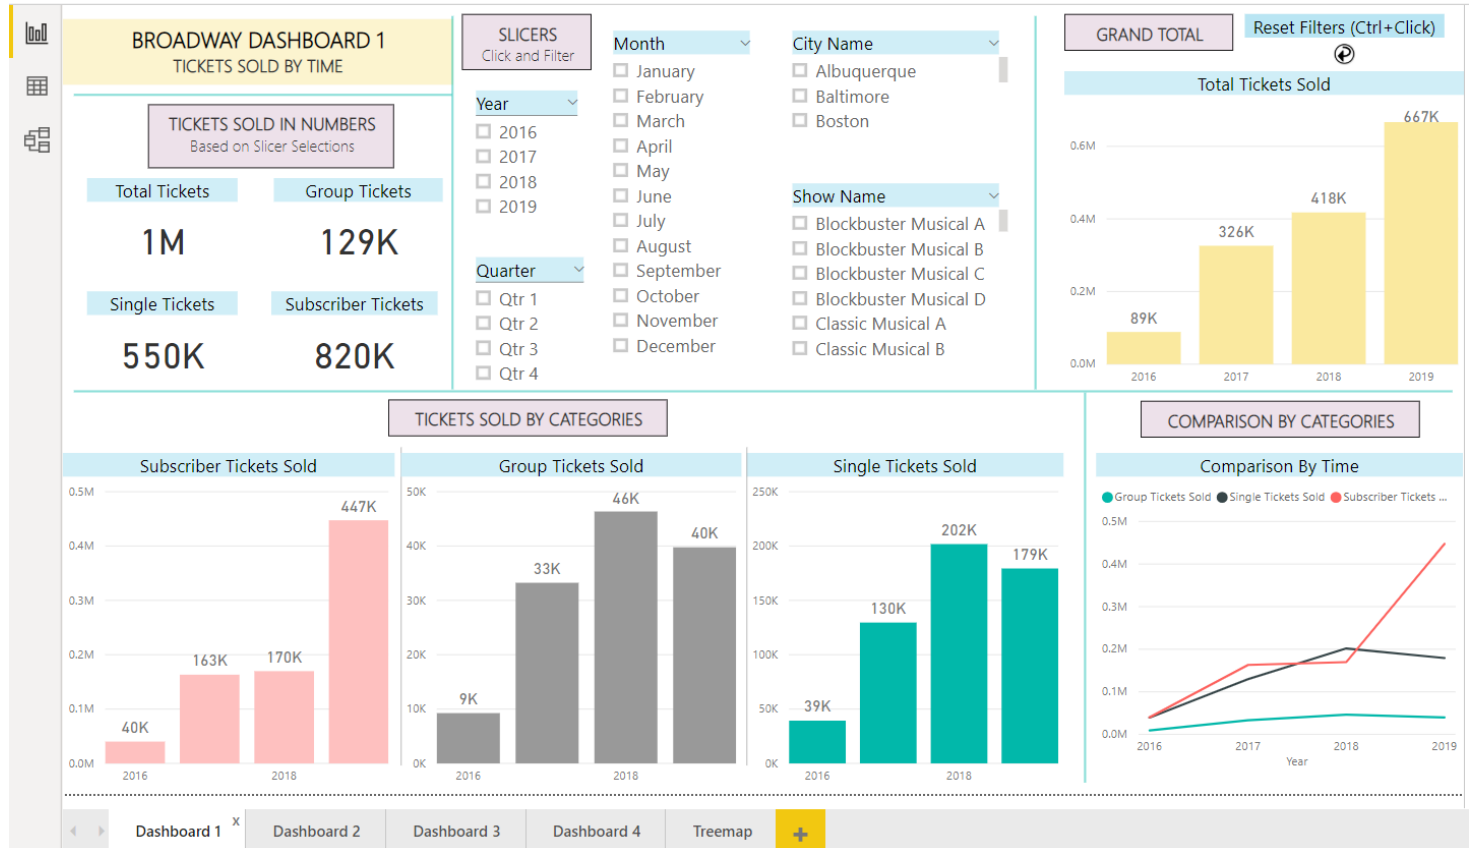 BROADWAY DASHBOARD 1
TICKETS SOLD BY TIME
TICKETS SOLD IN NUMBERS
Based on Slicer Selections
Total Tickets
Group Tickets
1M
129K
Single Tickets
Subscriber Tickets
550K
820K
SLICERS
Click and Filter
Year
2016
2017
2018
2019
Quarter
Qtr 1
Qtr 2
Qtr 3
Qtr 4
Month
January
February
March
April
May
June
July
August
September
October
November
December
City Name
Albuquerque
Baltimore
Boston
Show Name
Blockbuster Musical A
Blockbuster Musical B
Blockbuster Musical C
Blockbuster Musical D
Classic Musical A
Classic Musical B
GRAND TOTAL
Reset Filters (Ctrl+Click)
Total Tickets Sold
667K
0.6M
418K
0.4M
326K
0.2M
89K
0.0M
2016 2017 2018 2019
TICKETS SOLD BY CATEGORIES
Subscriber Tickets Sold
0.5M
447K
0.4M
0.3M
0.2M
163K
170K
0.1M
40K
0.0M
2016 2018
Group Tickets Sold
50K
46K
40K
40K
33K
30K
20K
9K
10K
0K
2016 2018
Single Tickets Sold
250K
202K
200K
179K
150K
130K
100K
39K
50K
0K
2016 2018
COMPARISON BY CATEGORIES
Comparison By Time
Group Tickets Sold Single Tickets Sold Subscriber Tickets ...
0.5M
0.4M
0.3M
0.2M
0.1M
0.0M
2016 2017 2018 2019
Year
Dashboard 1 x
Dashboard 2
Dashboard 3
Dashboard 4
Treemap
+